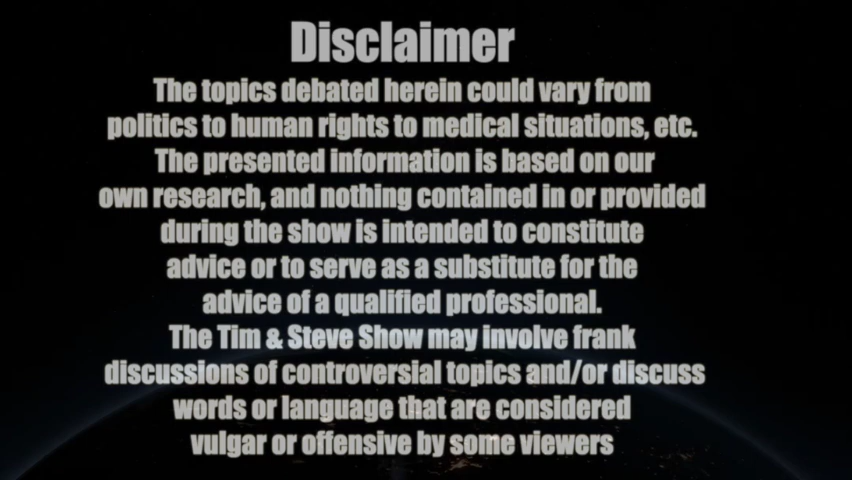 Disclaimer
The topics debated herein could vary from
politics to human rights to medical situations, etc.
The presented information is based on our
own research, and nothing contained in or provided
during the show is intended to constitute
advice or to serve as a substitute for the
advice of a qualified professional.
The Tim & Steve Show may involve frank
discussions of controversial topics and/or discuss
words or language that are considered
vulgar or offensive by some viewers